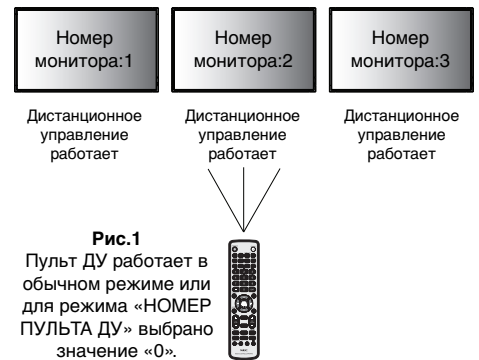 Номер
монитора:1
Номер
монитора:2
Номер
монитора:3
Дистанционное
управление
работает
Дистанционное
управление
работает
Дистанционное
управление
работает
Рис.1
Пульт ДУ работает в
обычном режиме или
для режима «НОМЕР
ПУЛЬТА ДУ» выбрано
значение «0».